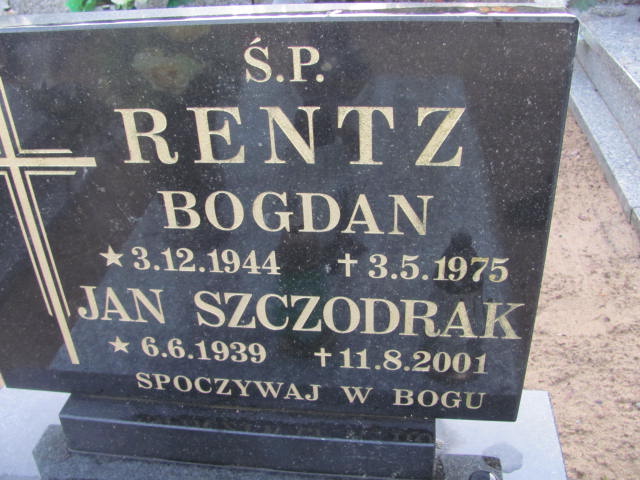 Ś.P.
RENTZ
BOGDAN
★ 3.12.1944 ✝ 3.5.1975
JAN SZCZODRAK
★ 6.6.1939 ✝ 11.8.2001
SPOCZYWAJ W BOGU